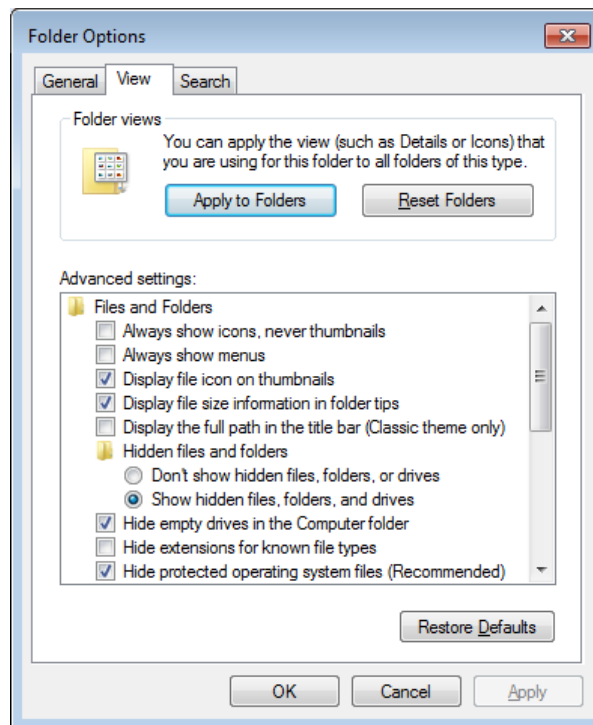 Folder Options
General
View
Search
Folder views
You can apply the view (such as Details or Icons) that
you are using for this folder to all folders of this type.
Apply to Folders
Reset Folders
Advanced settings:
Files and Folders
Always show icons, never thumbnails
Always show menus
Display file icon on thumbnails
Display file size information in folder tips
Display the full path in the title bar (Classic theme only)
Hidden files and folders
Don't show hidden files, folders, or drives
Show hidden files, folders, and drives
Hide empty drives in the Computer folder
Hide extensions for known file types
Hide protected operating system files (Recommended)
Restore Defaults
OK
Cancel
Apply